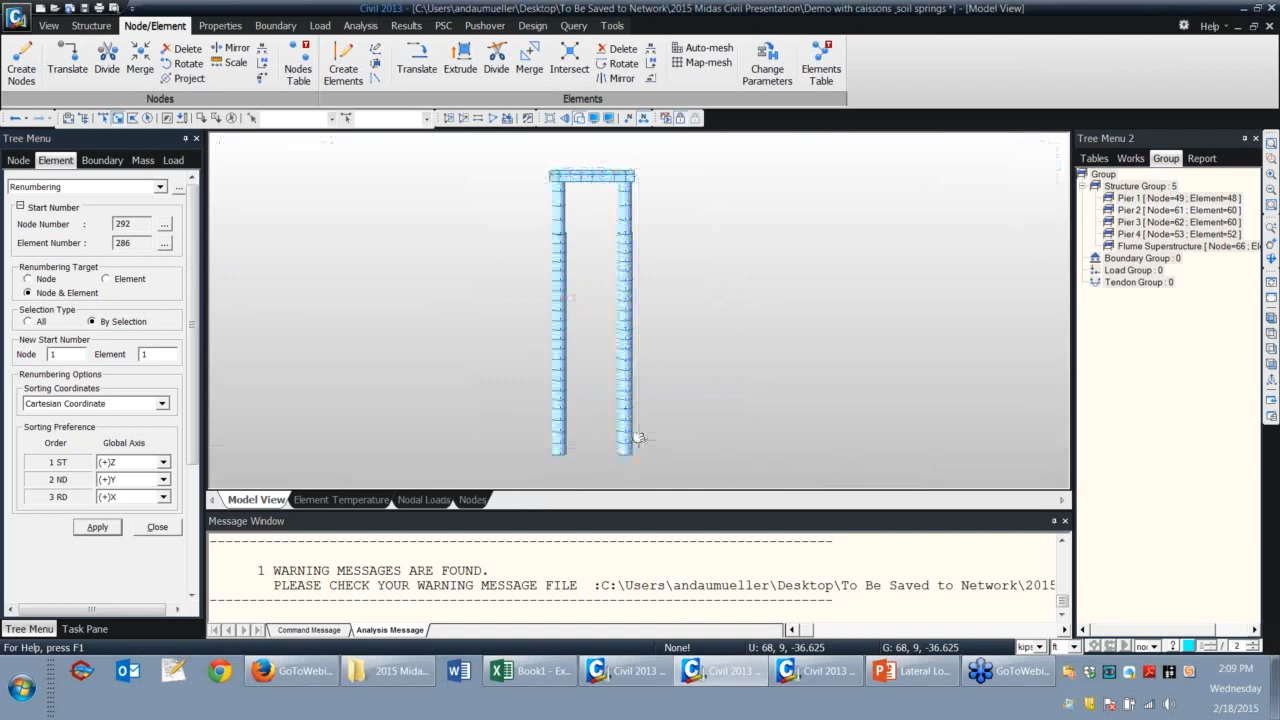 Civil 2013 - [C:\Users\andaumueller\Desktop\To Be Saved to Network\2015 Midas Civil Presentation\Demo with caissons _soil springs *] - [Model View]
View Structure Node/Element Properties Boundary Load Analysis Results PSC Pushover Design Query Tools Help
Create Nodes Translate Divide Merge Delete Rotate Project Mirror Scale Nodes Table
Create Elements Translate Extrude Divide Merge Intersect Delete Rotate Mirror Auto-mesh Map-mesh Change Parameters Elements Table
Nodes Elements
Tree Menu
Node Element Boundary Mass Load
Renumbering
...
Start Number
Node Number : 292 ...
Element Number : 286 ...
Renumbering Target
Node Element
Node & Element
Selection Type
All By Selection
New Start Number
Node 1 Element 1
Renumbering Options
Sorting Coordinates
Cartesian Coordinate
Sorting Preference
Order Global Axis
1 ST (+)Z
2 ND (+)Y
3 RD (+)X
Apply Close
Tree Menu Task Pane
Model View Element Temperature Nodal Loads Nodes
Message Window
--------------------------------------------------------------------------------
1 WARNING MESSAGES ARE FOUND.
PLEASE CHECK YOUR WARNING MESSAGE FILE :C:\Users\andaumueller\Desktop\To Be Saved to Network\2015
--------------------------------------------------------------------------------
Command Message Analysis Message
Tree Menu 2
Tables Works Group Report
Group
Structure Group : 5
Pier 1 [ Node=49 ; Element=48 ]
Pier 2 [ Node=61 ; Element=60 ]
Pier 3 [ Node=62 ; Element=60 ]
Pier 4 [ Node=53 ; Element=52 ]
Flume Superstructure [ Node=66 ; El
Boundary Group : 0
Load Group : 0
Tendon Group : 0
For Help, press F1 None! U: 68, 9, -36.625 G: 68, 9, -36.625 kips ft nor ? / 2
GoToWebi... 2015 Mida... Book1 - Ex... Civil 2013 ... Civil 2013 ... Civil 2013 ... Lateral Lo... GoToWebi...
2:09 PM
Wednesday
2/18/2015